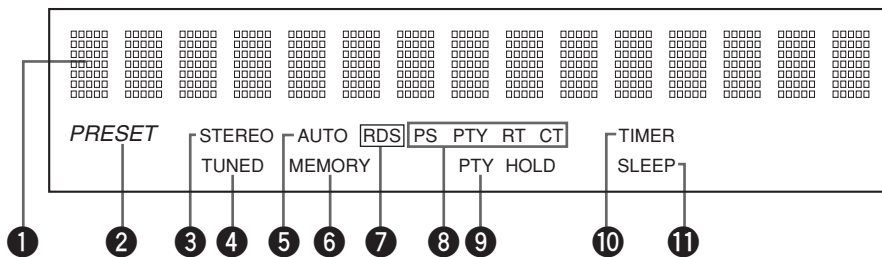 PRESET STEREO AUTO RDS PS PTY RT CT TIMER
TUNED MEMORY PTY HOLD SLEEP
1 2 3 4 5 6 7 8 9 10 11